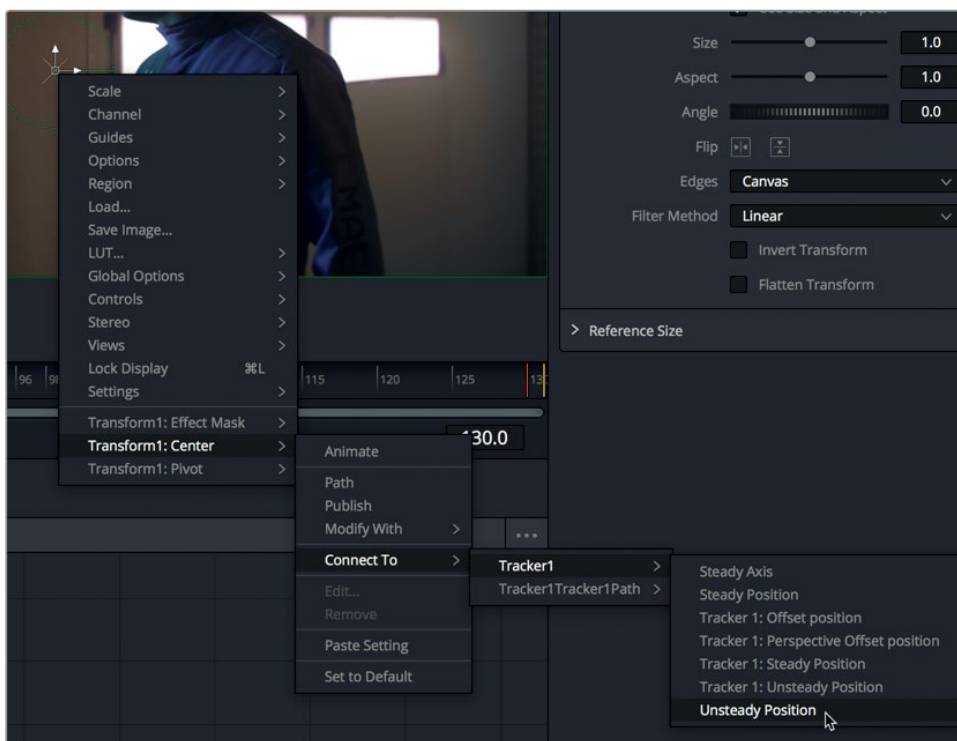 Size 1.0
Aspect 1.0
Angle 0.0
Flip
Edges Canvas
Filter Method Linear
Invert Transform
Flatten Transform
Reference Size
Scale
Channel
Guides
Options
Region
Load...
Save Image...
LUT...
Global Options
Controls
Stereo
Views
Lock Display ⌘L
Settings
Transform1: Effect Mask
Transform1: Center
Transform1: Pivot
96 115 120 125
130.0
Animate
Path
Publish
Modify With
Connect To
Edit...
Remove
Paste Setting
Set to Default
Tracker1
Tracker1Tracker1Path
Steady Axis
Steady Position
Tracker 1: Offset position
Tracker 1: Perspective Offset position
Tracker 1: Steady Position
Tracker 1: Unsteady Position
Unsteady Position